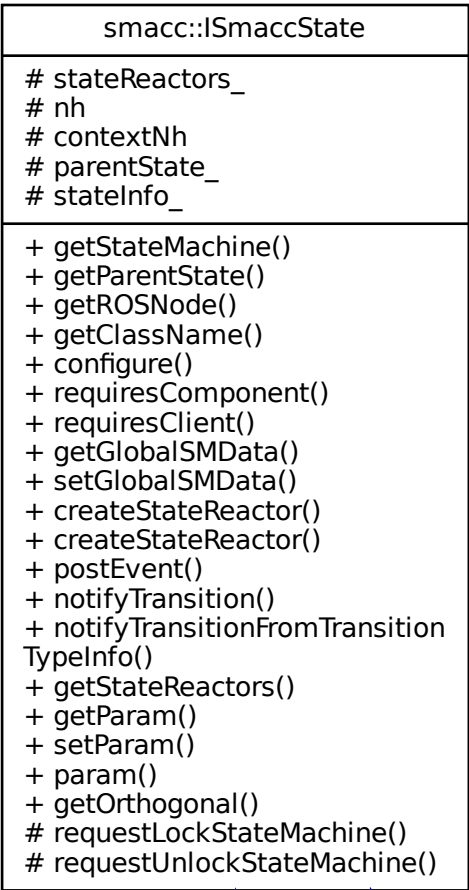 smacc::ISmaccState
# stateReactors_
# nh
# contextNh
# parentState_
# stateInfo_
+ getStateMachine()
+ getParentState()
+ getROSNode()
+ getClassName()
+ configure()
+ requiresComponent()
+ requiresClient()
+ getGlobalSMData()
+ setGlobalSMData()
+ createStateReactor()
+ createStateReactor()
+ postEvent()
+ notifyTransition()
+ notifyTransitionFromTransition
TypeInfo()
+ getStateReactors()
+ getParam()
+ setParam()
+ param()
+ getOrthogonal()
# requestLockStateMachine()
# requestUnlockStateMachine()